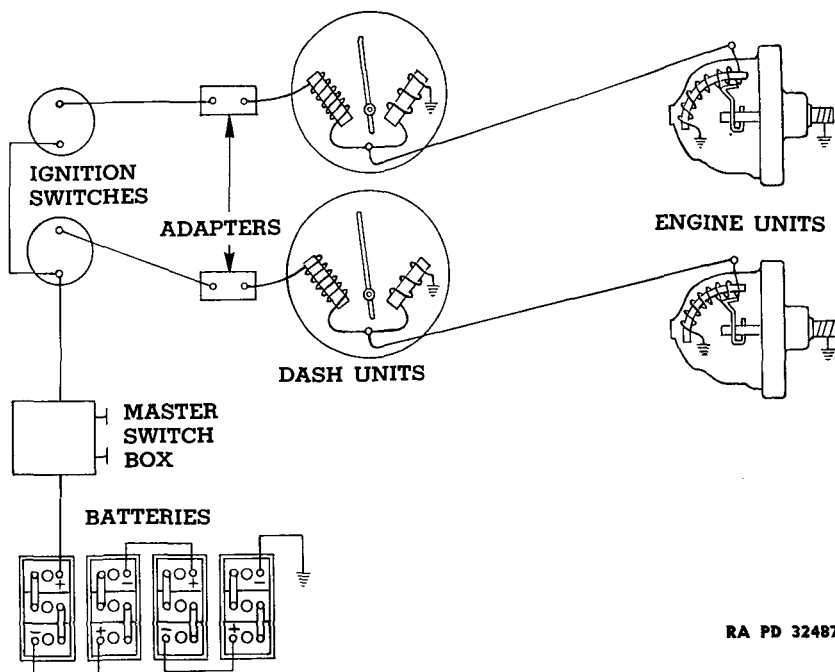 IGNITION
SWITCHES
ADAPTERS
ENGINE UNITS
DASH UNITS
MASTER
SWITCH
BOX
BATTERIES
+ - + -
- + - +
RA PD 32487